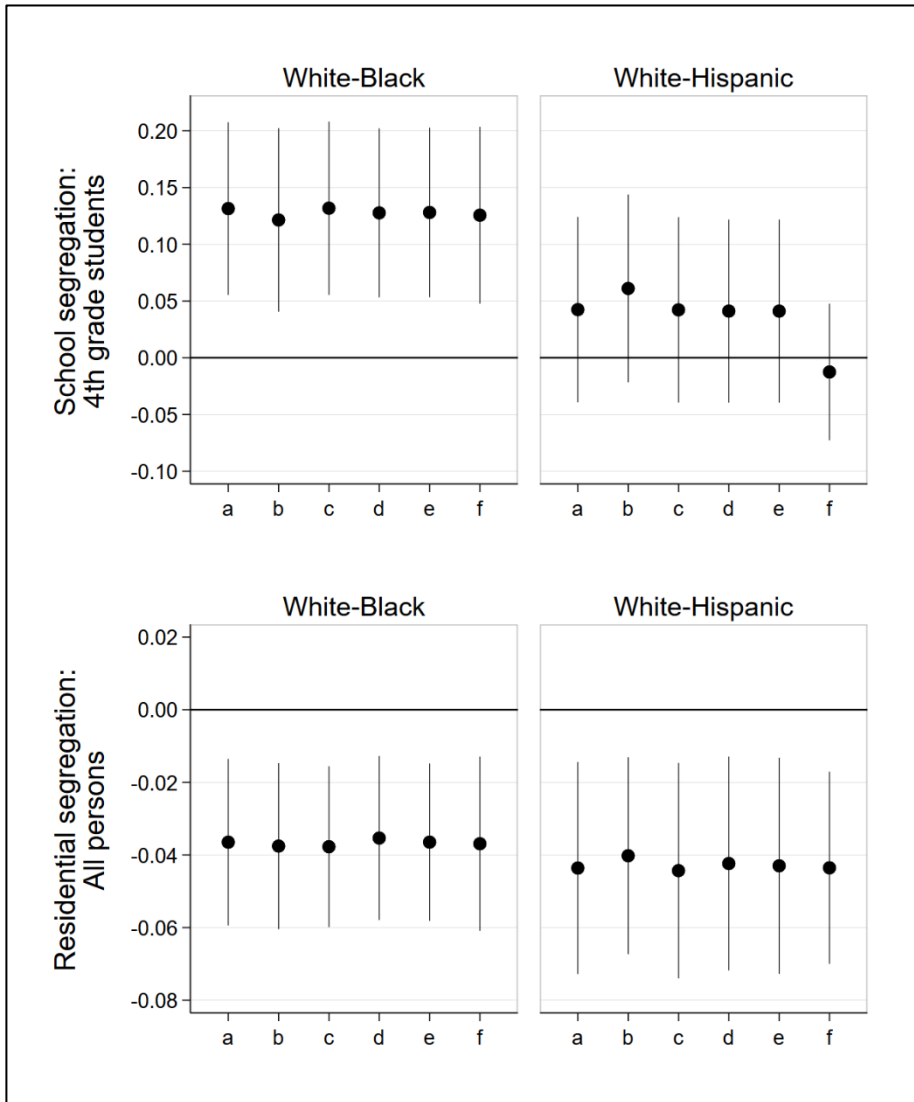 White-Black
White-Hispanic
School segregation:
4th grade students
0.20
0.15
0.10
0.05
0.00
-0.05
-0.10
a b c d e f
a b c d e f
White-Black
White-Hispanic
Residential segregation:
All persons
0.02
0.00
-0.02
-0.04
-0.06
-0.08
a b c d e f
a b c d e f